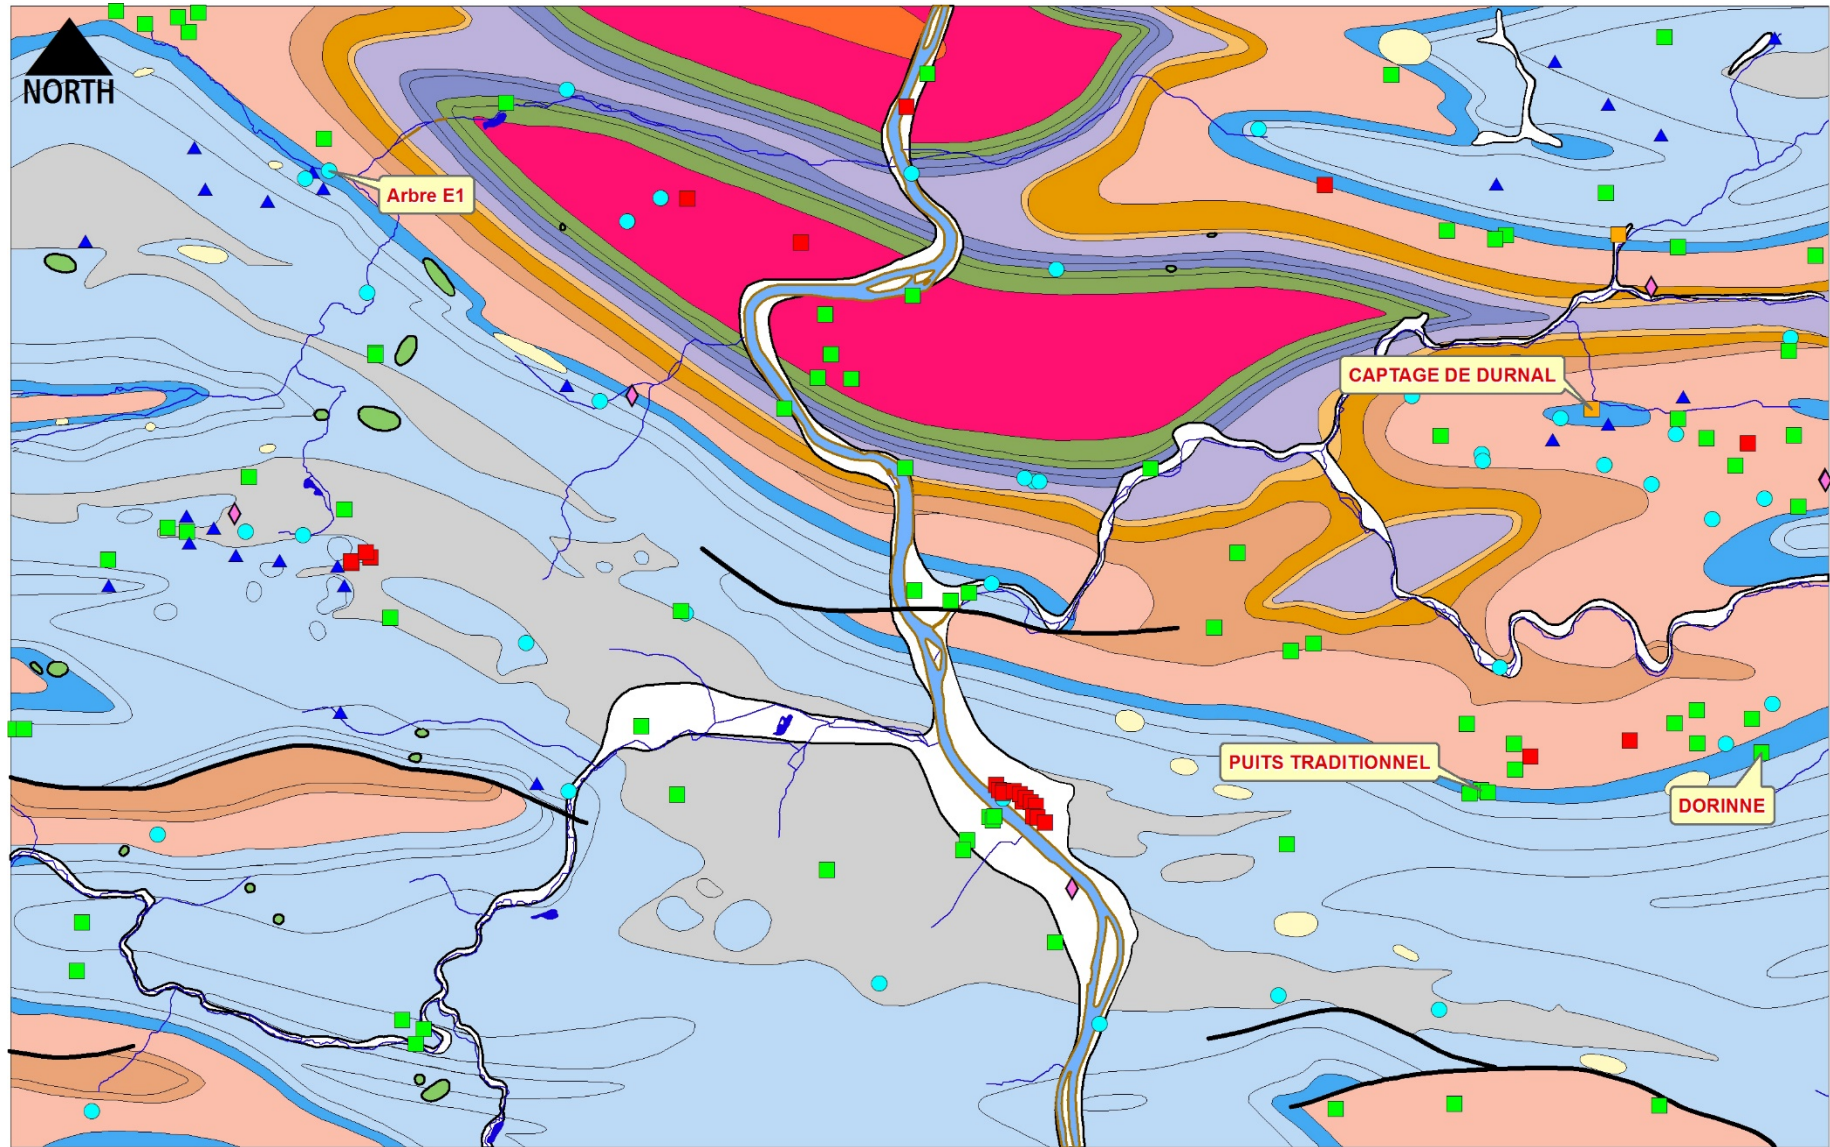 NORTH
Arbre E1
CAPTAGE DE DURNAL
PUITS TRADITIONNEL
DORINNE